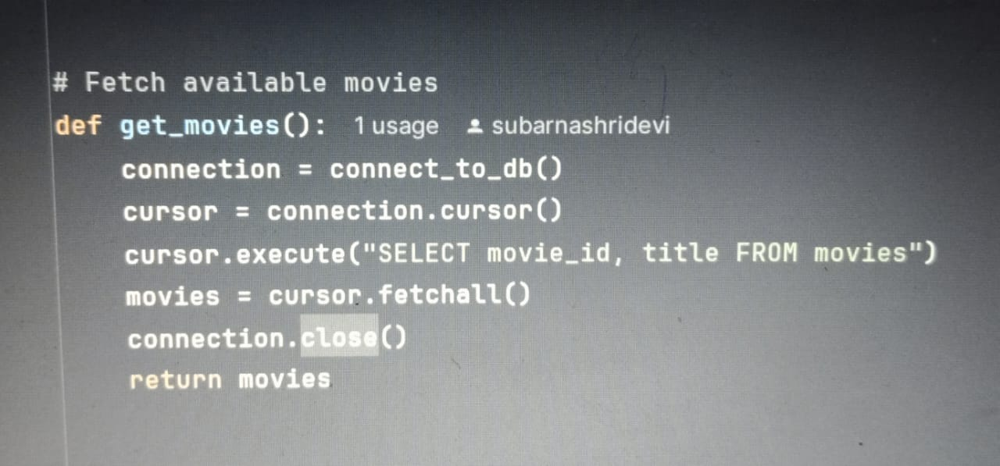 # Fetch available movies
def get_movies(): 1 usage subarnashridevi
connection = connect_to_db()
cursor = connection.cursor()
cursor.execute("SELECT movie_id, title FROM movies")
movies = cursor.fetchall()
connection.close()
return movies